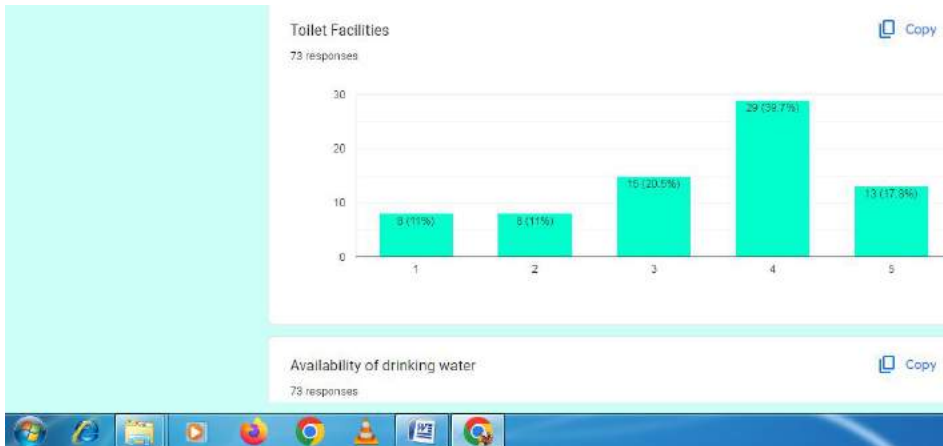 Toilet Facilities
Copy
73 responses
30
20
10
0
8 (11%)
8 (11%)
15 (20.5%)
29 (39.7%)
13 (17.8%)
1
2
3
4
5
Availability of drinking water
Copy
73 responses